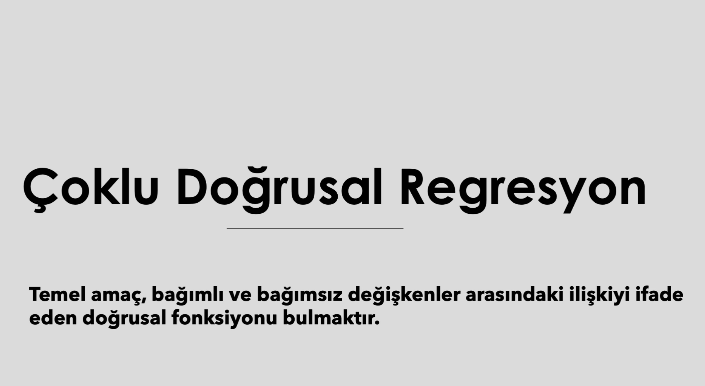 Çoklu Doğrusal Regresyon
Temel amaç, bağımlı ve bağımsız değişkenler arasındaki ilişkiyi ifade
eden doğrusal fonksiyonu bulmaktır.